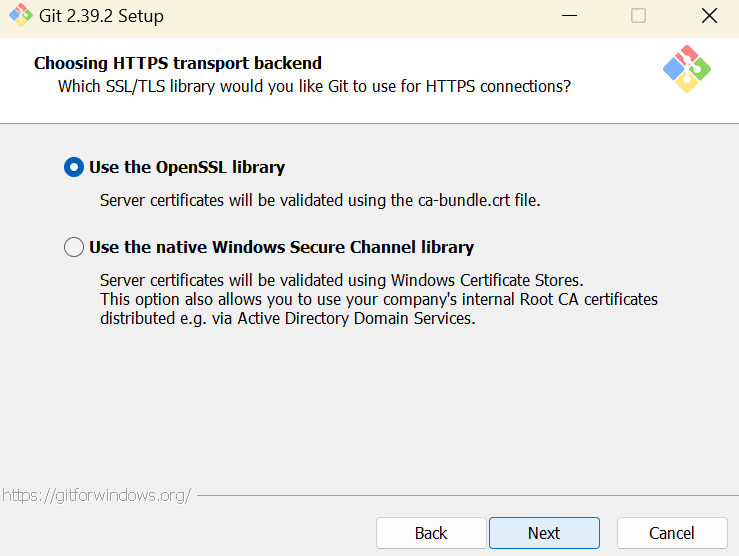 Git 2.39.2 Setup
Choosing HTTPS transport backend
Which SSL/TLS library would you like Git to use for HTTPS connections?
Use the OpenSSL library
Server certificates will be validated using the ca-bundle.crt file.
Use the native Windows Secure Channel library
Server certificates will be validated using Windows Certificate Stores.
This option also allows you to use your company's internal Root CA certificates
distributed e.g. via Active Directory Domain Services.
https://gitforwindows.org/
Back Next Cancel